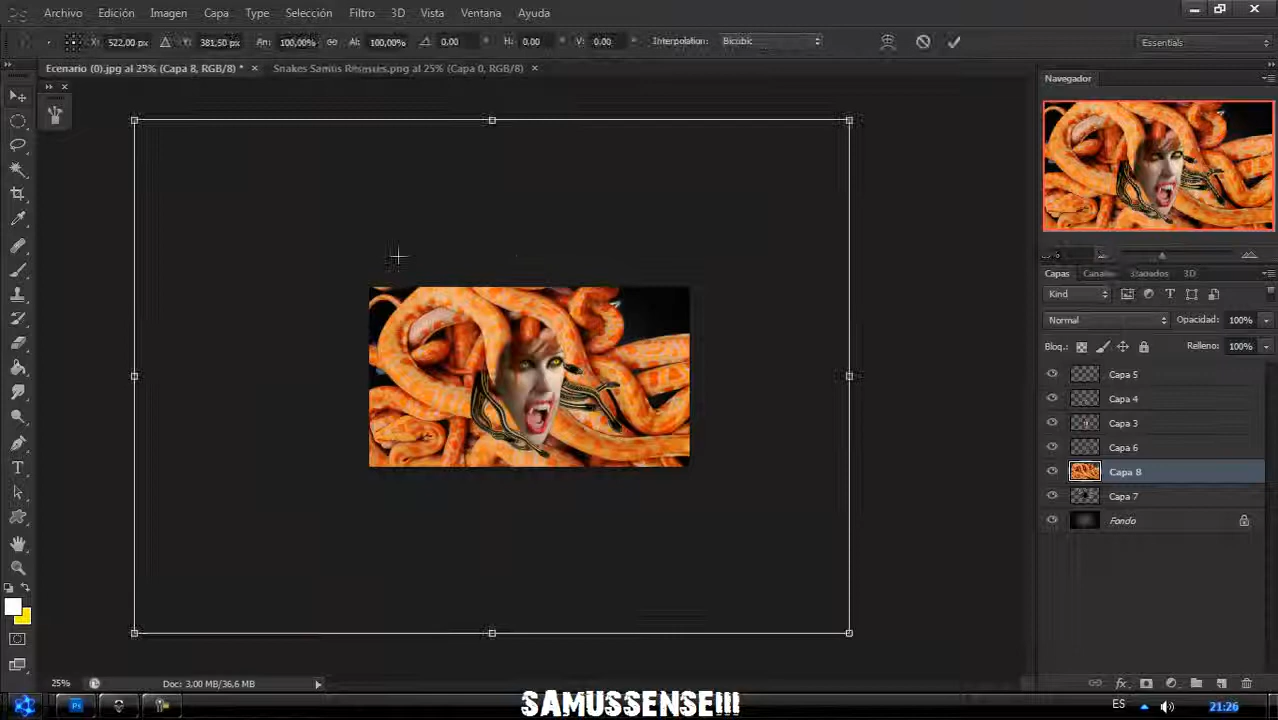 Archivo Edición Imagen Capa Type Selección Filtro 3D Vista Ventana Ayuda
X: 522,00 px Y: 381,50 px An: 100,00% Al: 100,00% 0.00 ° H: 0.00 ° V: 0.00 ° Interpolation: Bicubic Essentials
Ecenario (0).jpg al 25% (Capa 8, RGB/8) * Snakes Samus Resoues.png al 25% (Capa 0, RGB/8)
Navegador
Capas Canales Trazados 3D
Kind
Normal Opacidad: 100%
Bloq.: Relleno: 100%
Capa 5
Capa 4
Capa 3
Capa 6
Capa 8
Capa 7
Fondo
25% Doc: 3,00 MB/36,6 MB
SAMUSSENSE!!!
Ps
ES 21:26